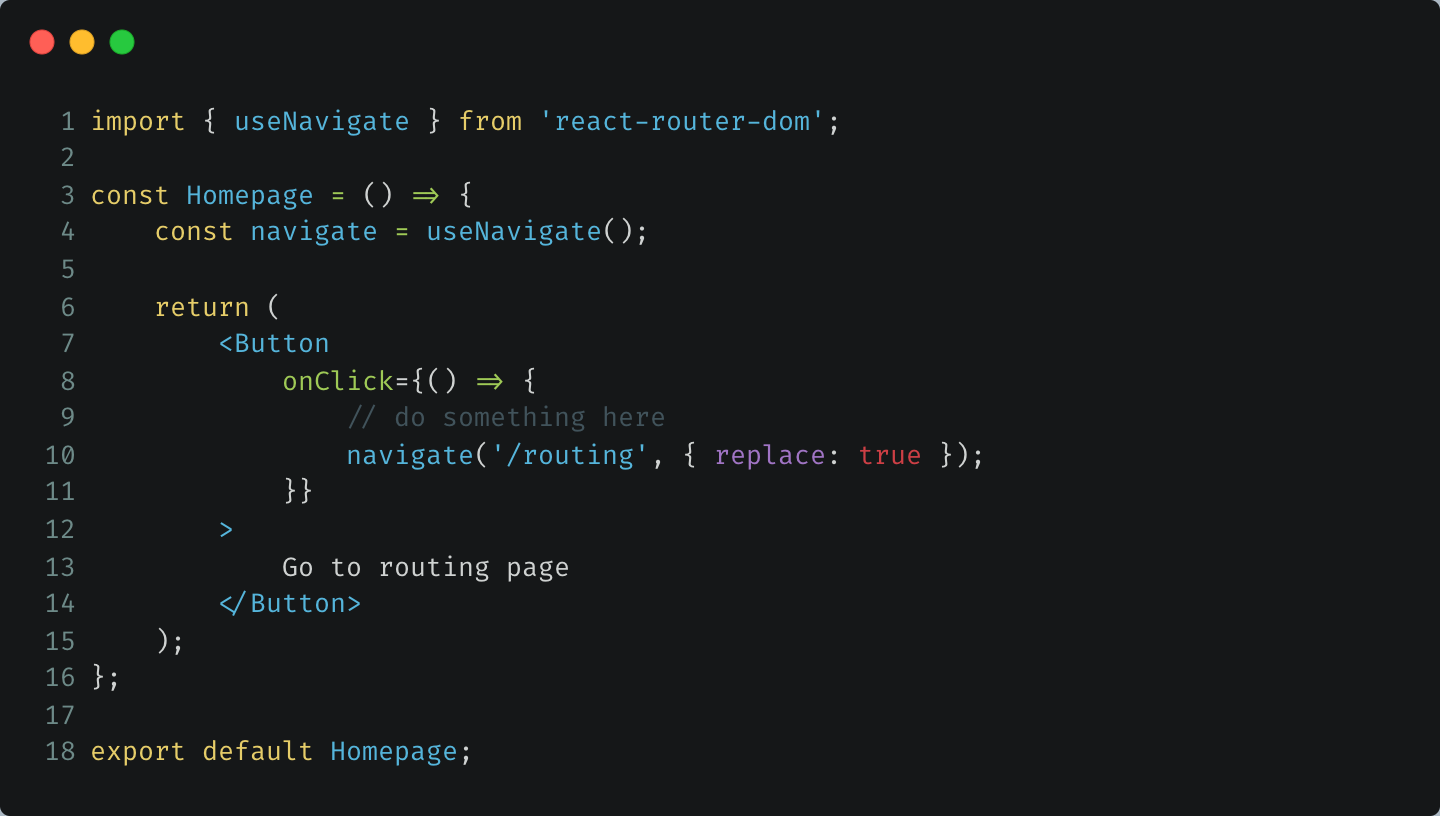 1 import { useNavigate } from 'react-router-dom';
2
3 const Homepage = () => {
4     const navigate = useNavigate();
5
6     return (
7         <Button
8             onClick={() => {
9                 // do something here
10                 navigate('/routing', { replace: true });
11             }}
12         >
13             Go to routing page
14         </Button>
15     );
16 };
17
18 export default Homepage;